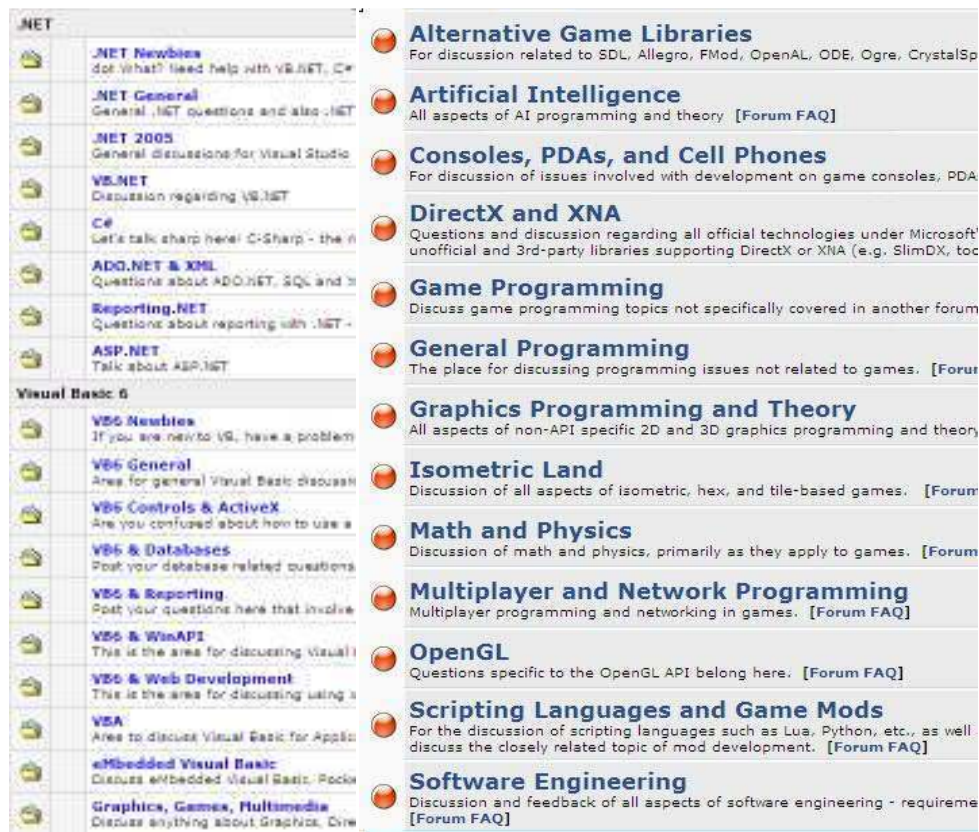 .NET
.NET Newbies
dot What? Need help with VB.NET, C#
.NET General
General .NET questions and also .NET
.NET 2005
General discussions for Visual Studio
VB.NET
Discussion regarding VB.NET
C#
Let's talk sharp here! C-Sharp - the
ADO.NET & XML
Questions about ADO.NET, SQL and
Reporting.NET
Questions about reporting with .NET -
ASP.NET
Talk about ASP.NET
Visual Basic 6
VB6 Newbies
If you are new to VB, have a problem
VB6 General
Area for general Visual Basic
VB6 Controls & ActiveX
Are you confused about how to use a
VB6 & Databases
Post your database related questions
VB6 & Reporting
Post your questions here that involve
VB6 & WinAPI
This is the area for discussing Visual
VB6 & Web Development
This is the area for discussing using
VBA
Area to discuss Visual Basic for Applic
eMbedded Visual Basic
Discuss eMbedded Visual Basic, Pocke
Graphics, Games, Multimedia
Discuss anything about Graphics, Dire
Alternative Game Libraries
For discussion related to SDL, Allegro, FMod, OpenAL, ODE, Ogre, CrystalSp
Artificial Intelligence
All aspects of AI programming and theory [Forum FAQ]
Consoles, PDAs, and Cell Phones
For discussion of issues involved with development on game consoles, PDA
DirectX and XNA
Questions and discussion regarding all official technologies under Microsoft'
unofficial and 3rd-party libraries supporting DirectX or XNA (e.g. SlimDX, too
Game Programming
Discuss game programming topics not specifically covered in another forum
General Programming
The place for discussing programming issues not related to games. [Forum
Graphics Programming and Theory
All aspects of non-API specific 2D and 3D graphics programming and theory
Isometric Land
Discussion of all aspects of isometric, hex, and tile-based games. [Forum
Math and Physics
Discussion of math and physics, primarily as they apply to games. [Forum
Multiplayer and Network Programming
Multiplayer programming and networking in games. [Forum FAQ]
OpenGL
Questions specific to the OpenGL API belong here. [Forum FAQ]
Scripting Languages and Game Mods
For the discussion of scripting languages such as Lua, Python, etc., as well
discuss the closely related topic of mod development. [Forum FAQ]
Software Engineering
Discussion and feedback of all aspects of software engineering - requireme
[Forum FAQ]